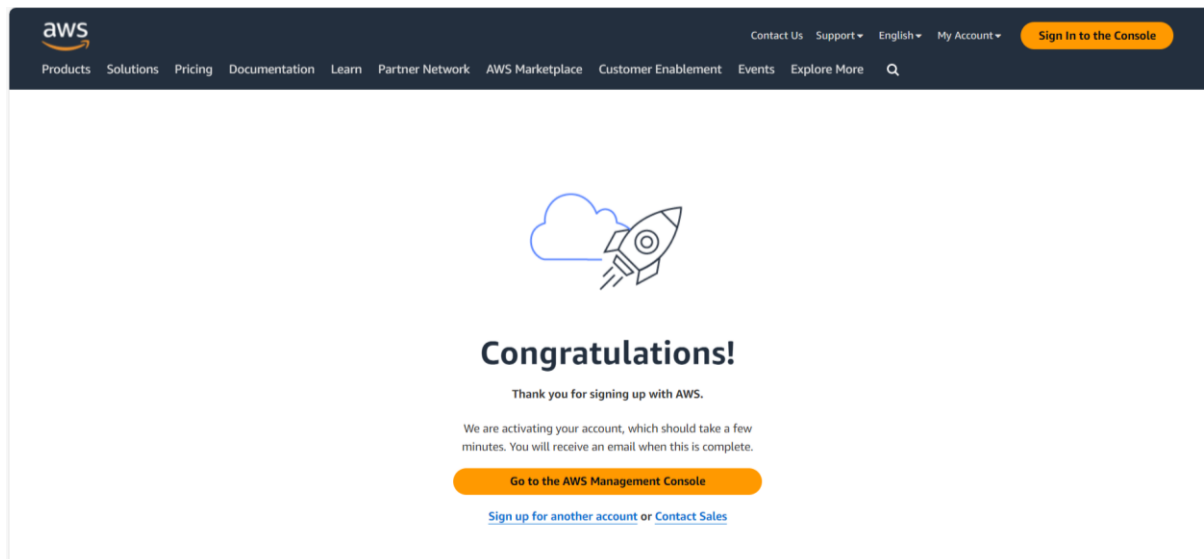 aws
Contact Us Support English My Account Sign In to the Console
Products Solutions Pricing Documentation Learn Partner Network AWS Marketplace Customer Enablement Events Explore More
Congratulations!
Thank you for signing up with AWS.
We are activating your account, which should take a few
minutes. You will receive an email when this is complete.
Go to the AWS Management Console
Sign up for another account or Contact Sales